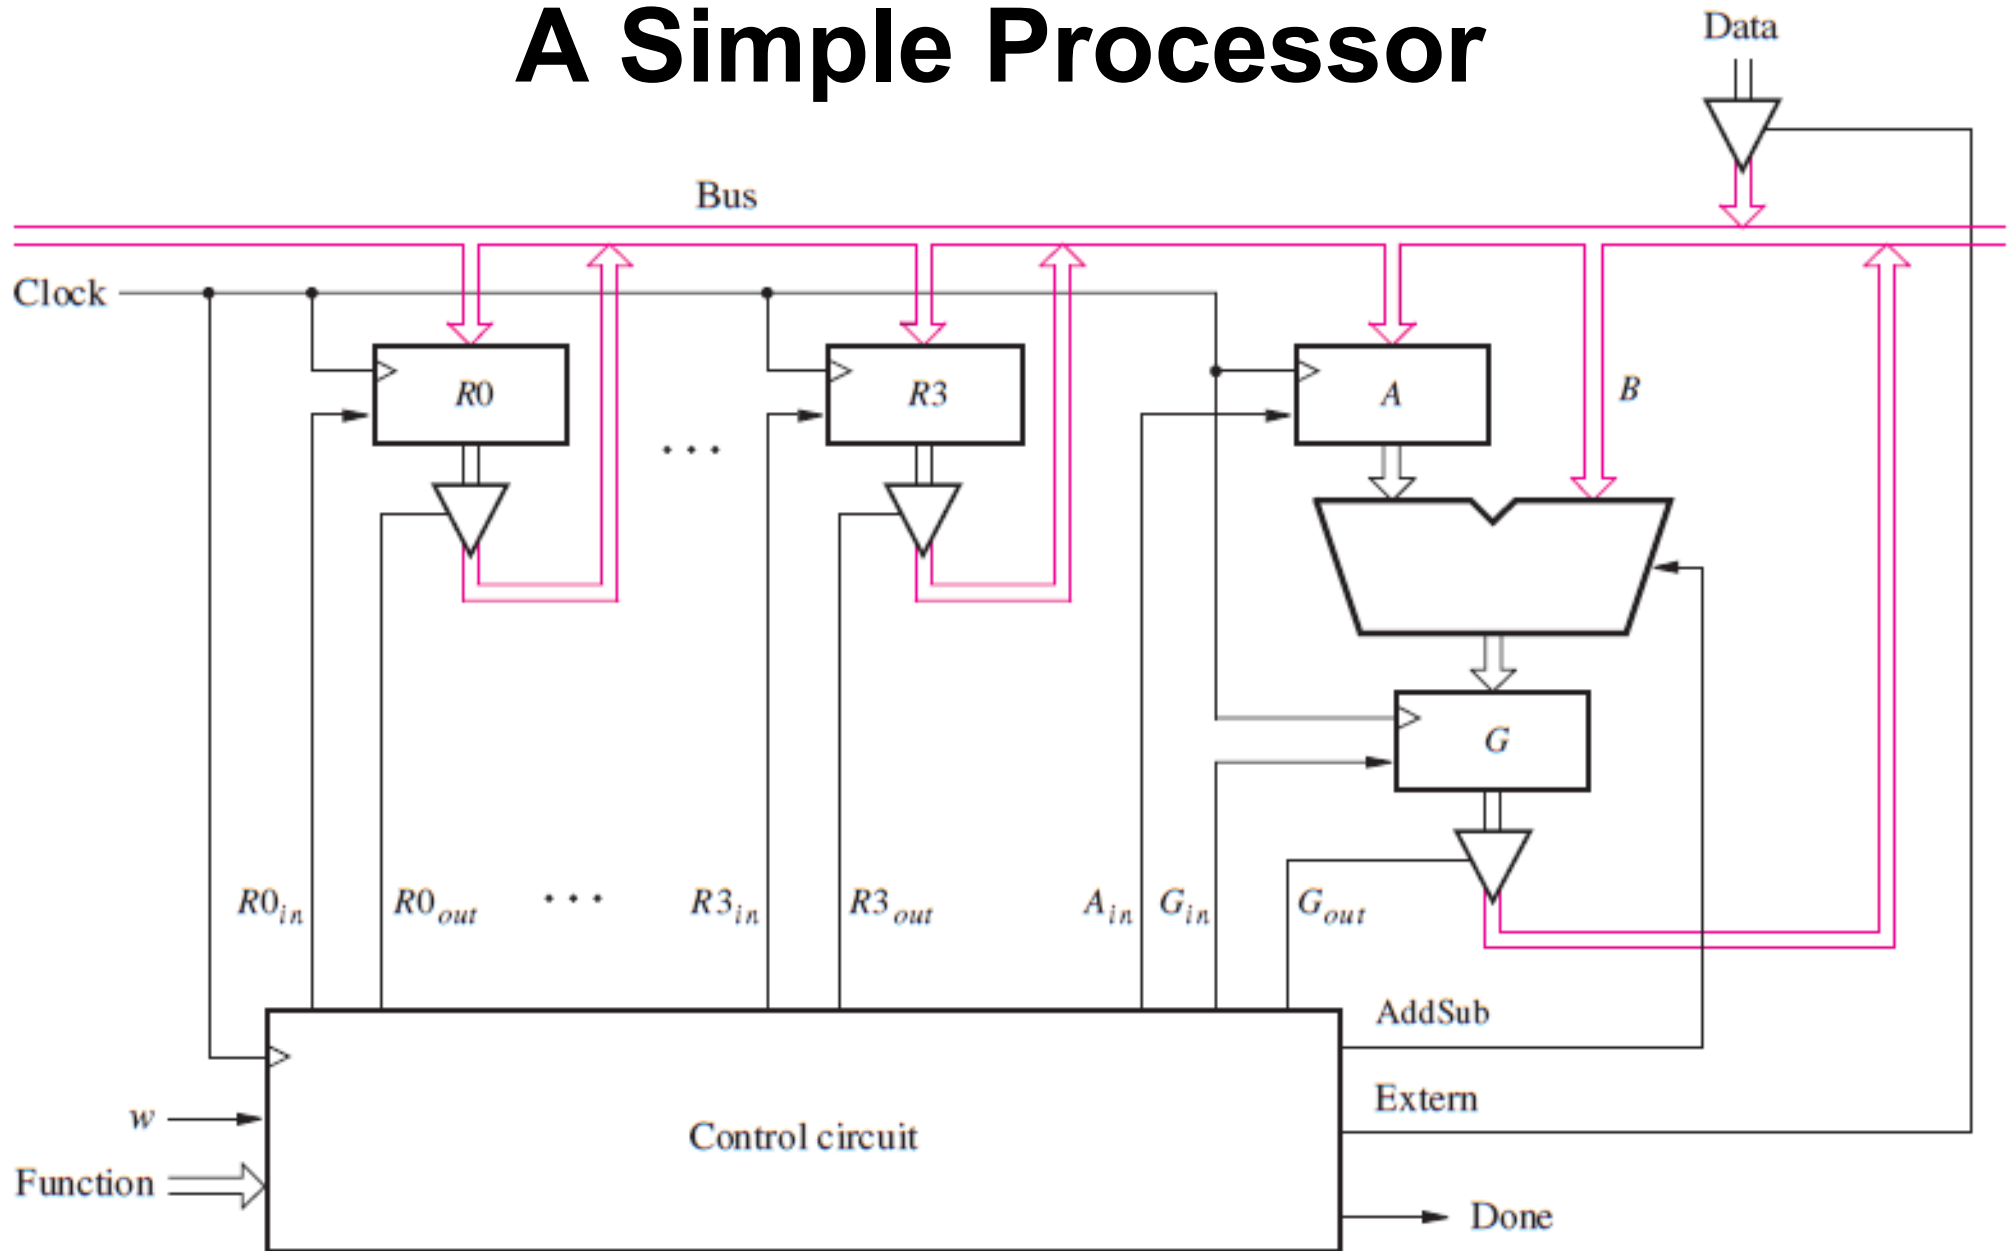 A Simple Processor
Data
Bus
Clock
R0
R3
A
B
G
R0in
R0out
...
R3in
R3out
Ain
Gin
Gout
AddSub
Extern
w
Control circuit
Function
Done